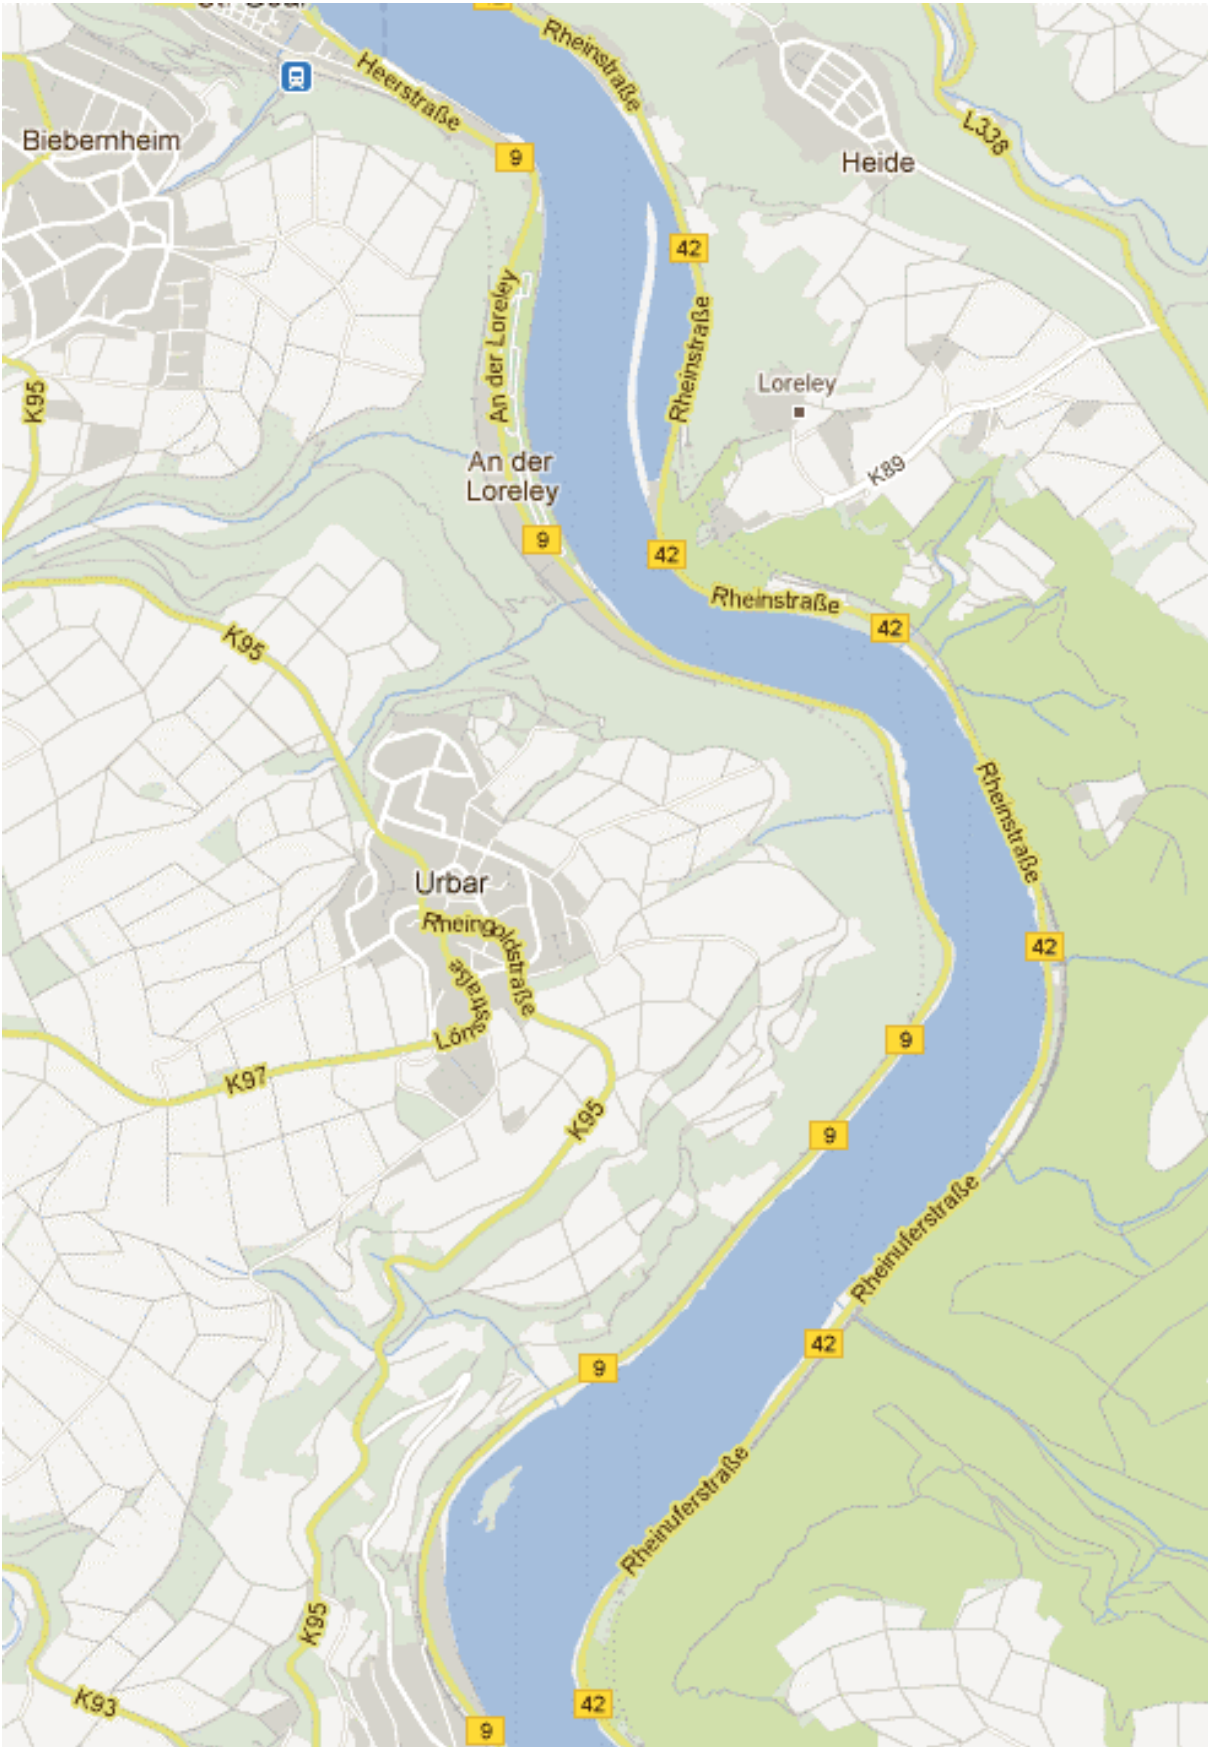 42
Rheinstraße
Heerstraße
Biebernheim
9
L338
Heide
42
An der Loreley
Rheinstraße
K95
Loreley
An der
Loreley
K89
9
42
Rheinstraße
42
K95
Rheinstraße
Urbar
Rheingoldstraße
42
Lönsstraße
9
K97
K95
9
Rheinuferstraße
42
9
Rheinuferstraße
K95
K93
42
9